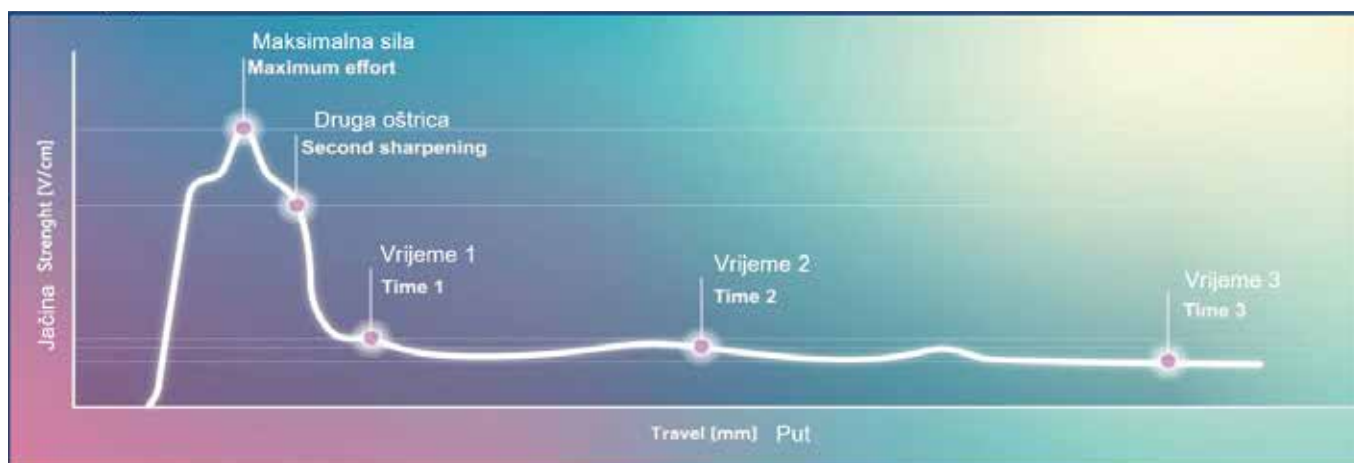 Maksimalna sila
Maximum effort
Druga oštrica
Second sharpening
Vrijeme 1
Time 1
Vrijeme 2
Time 2
Vrijeme 3
Time 3
Jačina Strenght [V/cm]
Travel [mm] Put